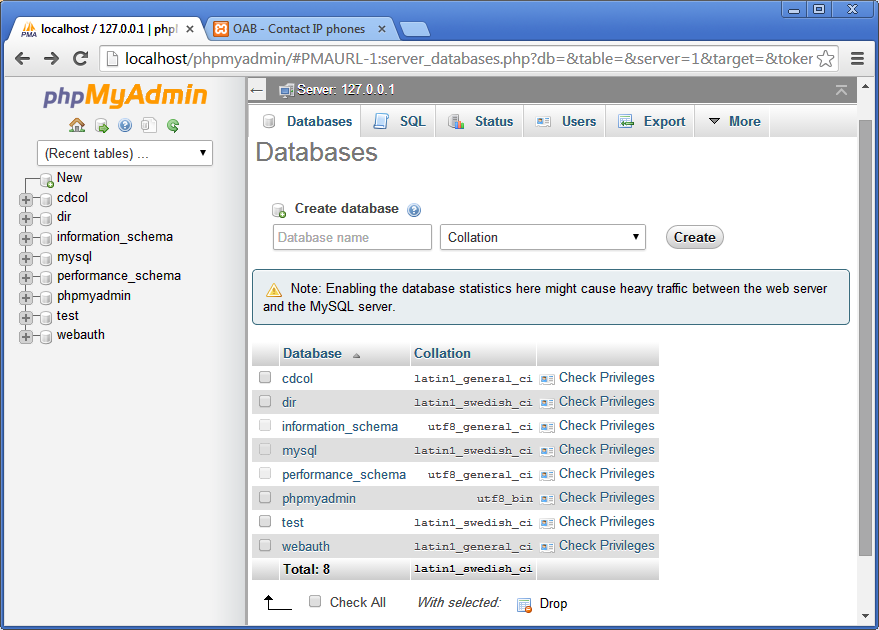 localhost / 127.0.0.1 | phpl
OAB - Contact IP phones
localhost/phpmyadmin/#PMAURL-1:server_databases.php?db=&table=&server=1&target=&token
phpMyAdmin
(Recent tables) ...
New
cdcol
dir
information_schema
mysql
performance_schema
phpmyadmin
test
webauth
Server: 127.0.0.1
Databases SQL Status Users Export More
Databases
Create database
Database name Collation Create
Note: Enabling the database statistics here might cause heavy traffic between the web server
and the MySQL server.
Database Collation
cdcol latin1_general_ci Check Privileges
dir latin1_swedish_ci Check Privileges
information_schema utf8_general_ci Check Privileges
mysql latin1_swedish_ci Check Privileges
performance_schema utf8_general_ci Check Privileges
phpmyadmin utf8_bin Check Privileges
test latin1_swedish_ci Check Privileges
webauth latin1_general_ci Check Privileges
Total: 8 latin1_swedish_ci
Check All With selected: Drop